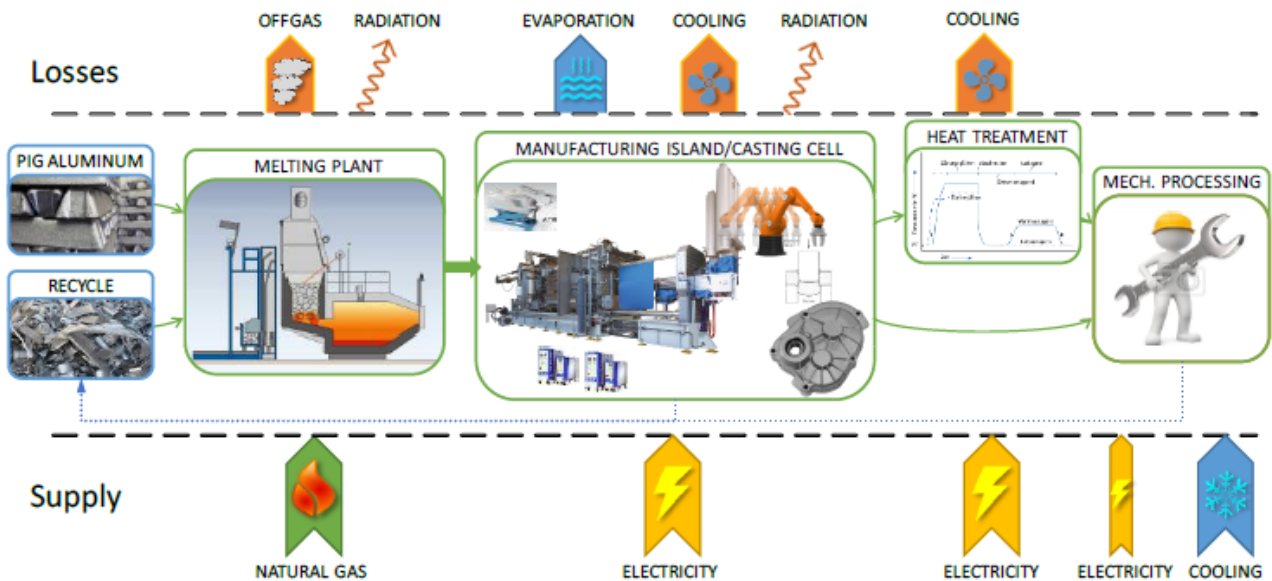 OFFGAS RADIATION EVAPORATION COOLING RADIATION COOLING
Losses
PIG ALUMINUM
MELTING PLANT
MANUFACTURING ISLAND/CASTING CELL
HEAT TREATMENT
MECH. PROCESSING
RECYCLE
Supply
NATURAL GAS ELECTRICITY ELECTRICITY ELECTRICITY COOLING